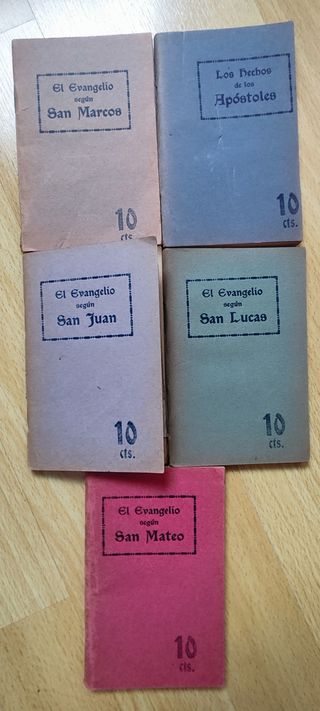 El Evangelio
según
San Marcos
10
cts.
Los Hechos
de los
Apóstoles
10
cts.
El Evangelio
según
San Juan
10
cts.
El Evangelio
según
San Lucas
10
cts.
El Evangelio
según
San Mateo
10
cts.